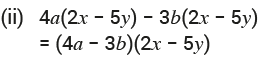 (ii) 4a(2x − 5y) − 3b(2x − 5y)
= (4a − 3b)(2x − 5y)